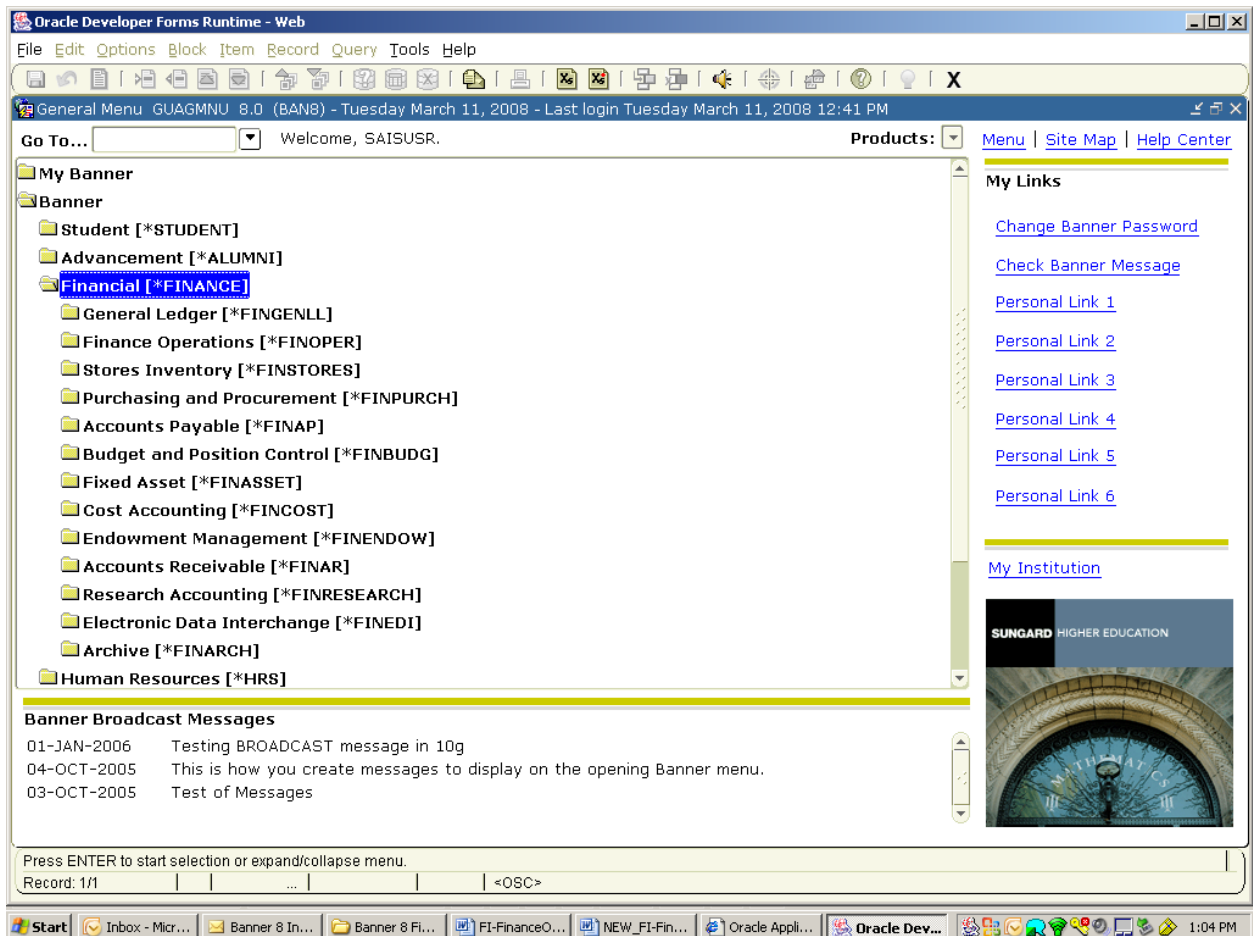 Oracle Developer Forms Runtime - Web
File Edit Options Block Item Record Query Tools Help
General Menu GUAGMNU 8.0 (BAN8) - Tuesday March 11, 2008 - Last login Tuesday March 11, 2008 12:41 PM
Go To... Welcome, SAISUSR. Products: Menu | Site Map | Help Center
My Banner
Banner
Student [*STUDENT]
Advancement [*ALUMNI]
Financial [*FINANCE]
General Ledger [*FINGENLL]
Finance Operations [*FINOPER]
Stores Inventory [*FINSTORES]
Purchasing and Procurement [*FINPURCH]
Accounts Payable [*FINAP]
Budget and Position Control [*FINBUDG]
Fixed Asset [*FINASSET]
Cost Accounting [*FINCOST]
Endowment Management [*FINENDOW]
Accounts Receivable [*FINAR]
Research Accounting [*FINRESEARCH]
Electronic Data Interchange [*FINEDI]
Archive [*FINARCH]
Human Resources [*HRS]
My Links
Change Banner Password
Check Banner Message
Personal Link 1
Personal Link 2
Personal Link 3
Personal Link 4
Personal Link 5
Personal Link 6
My Institution
SUNGARD HIGHER EDUCATION
Banner Broadcast Messages
01-JAN-2006 Testing BROADCAST message in 10g
04-OCT-2005 This is how you create messages to display on the opening Banner menu.
03-OCT-2005 Test of Messages
Press ENTER to start selection or expand/collapse menu.
Record: 1/1 ... <OSC>
Start Inbox - Micr... Banner 8 In... Banner 8 Fi... FI-FinanceO... NEW_FI-Fin... Oracle Appli... Oracle Dev... 1:04 PM